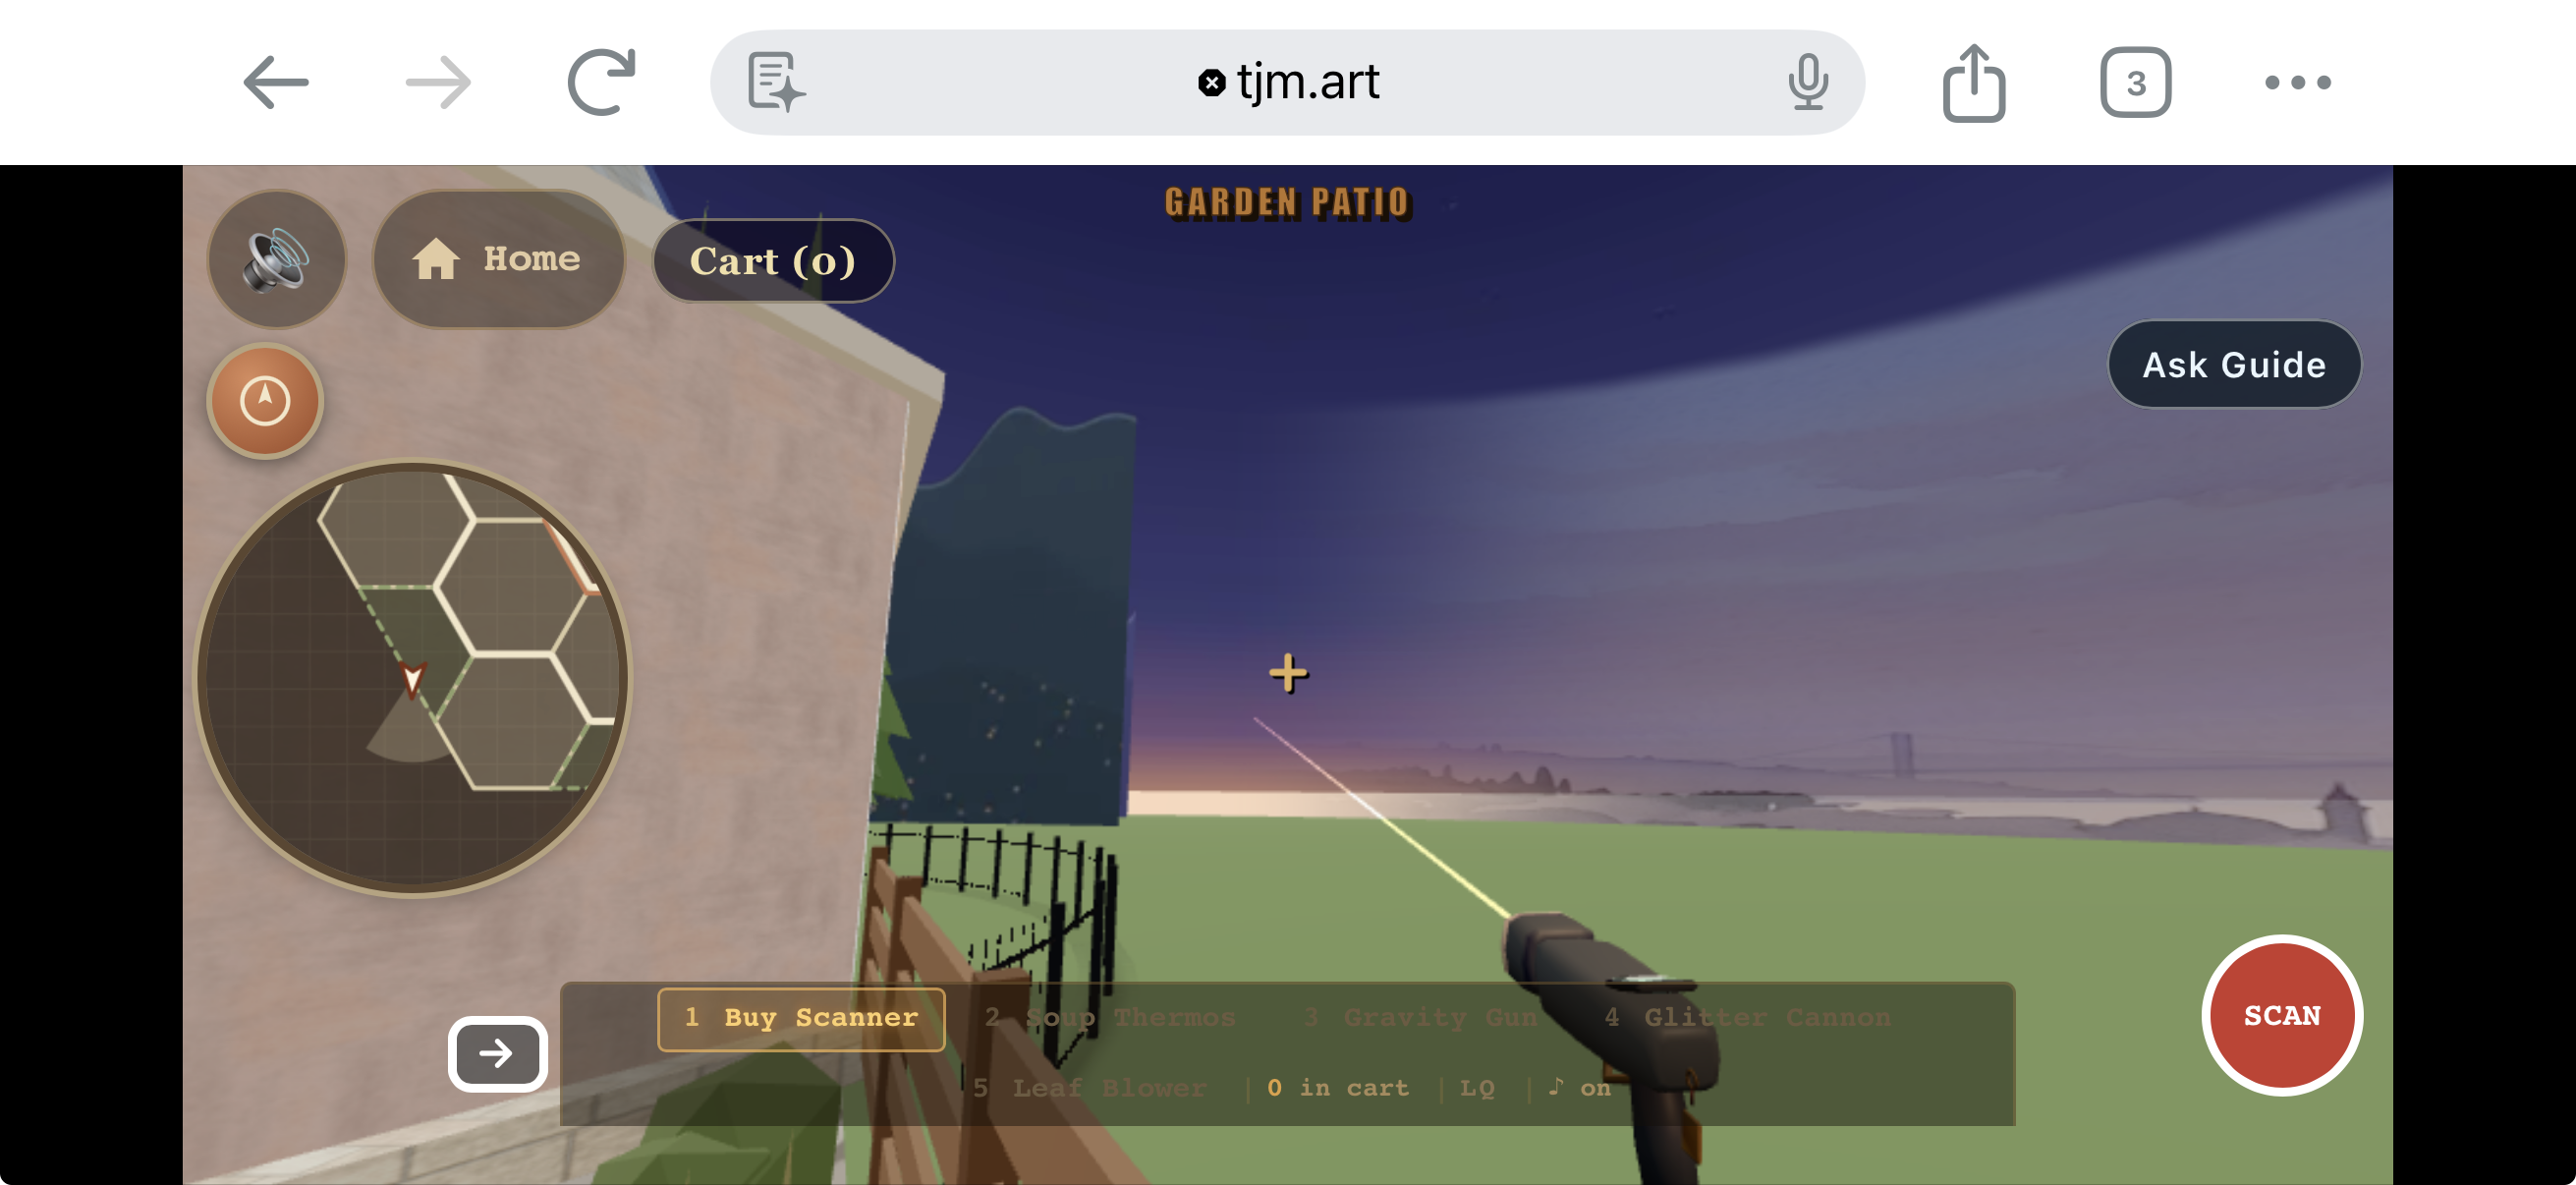 tjm.art
3
GARDEN PATIO
Home
Cart (0)
Ask Guide
1 Buy Scanner 2 Soup Thermos 3 Gravity Gun 4 Glitter Cannon
5 Leaf Blower | 0 in cart | LQ | ♪ on
SCAN